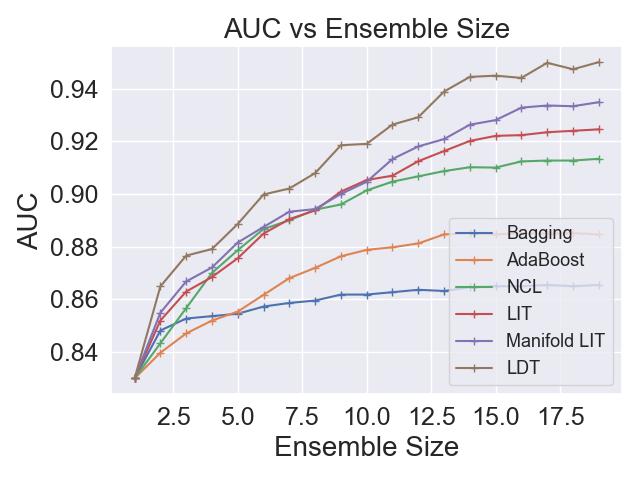 AUC vs Ensemble Size
AUC
0.94
0.92
0.90
0.88
0.86
0.84
Bagging
AdaBoost
NCL
LIT
Manifold LIT
LDT
2.5 5.0 7.5 10.0 12.5 15.0 17.5
Ensemble Size